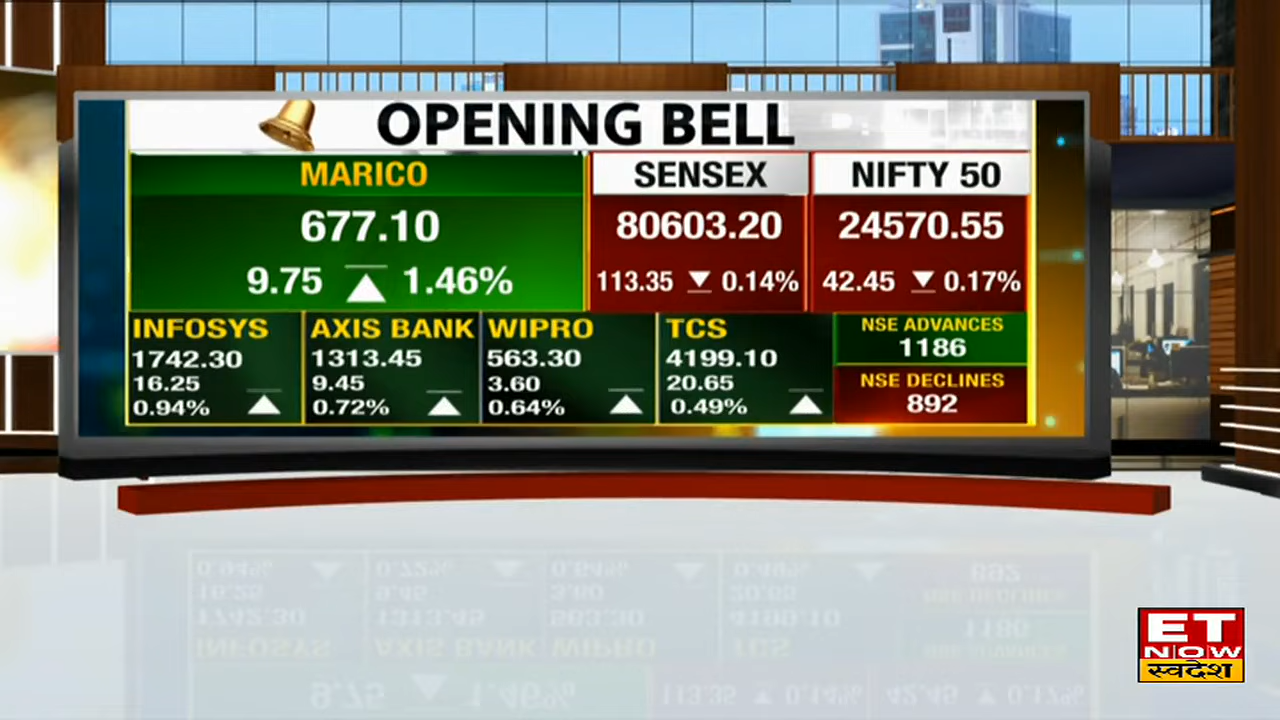 OPENING BELL
MARICO
677.10
9.75 1.46%
SENSEX
80603.20
113.35 0.14%
NIFTY 50
24570.55
42.45 0.17%
INFOSYS
1742.30
16.25
0.94%
AXIS BANK
1313.45
9.45
0.72%
WIPRO
563.30
3.60
0.64%
TCS
4199.10
20.65
0.49%
NSE ADVANCES
1186
NSE DECLINES
892
ET
NOW
स्वदेश